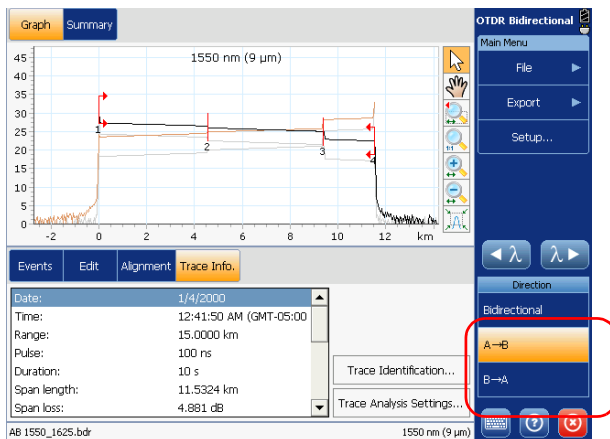 Graph Summary
OTDR Bidirectional
Main Menu
File
Export
Setup...
1550 nm (9 µm)
45
40
35
30
25
20
15
10
5
0
1
2
3
4
-2 0 2 4 6 8 10 12 km
1:1
λ λ
Direction
Bidirectional
A→B
B→A
Events Edit Alignment Trace Info.
Date: 1/4/2000
Time: 12:41:50 AM (GMT-05:00
Range: 15.0000 km
Pulse: 100 ns
Duration: 10 s
Span length: 11.5324 km
Span loss: 4.881 dB
Trace Identification...
Trace Analysis Settings...
AB 1550_1625.bdr
1550 nm (9 µm)